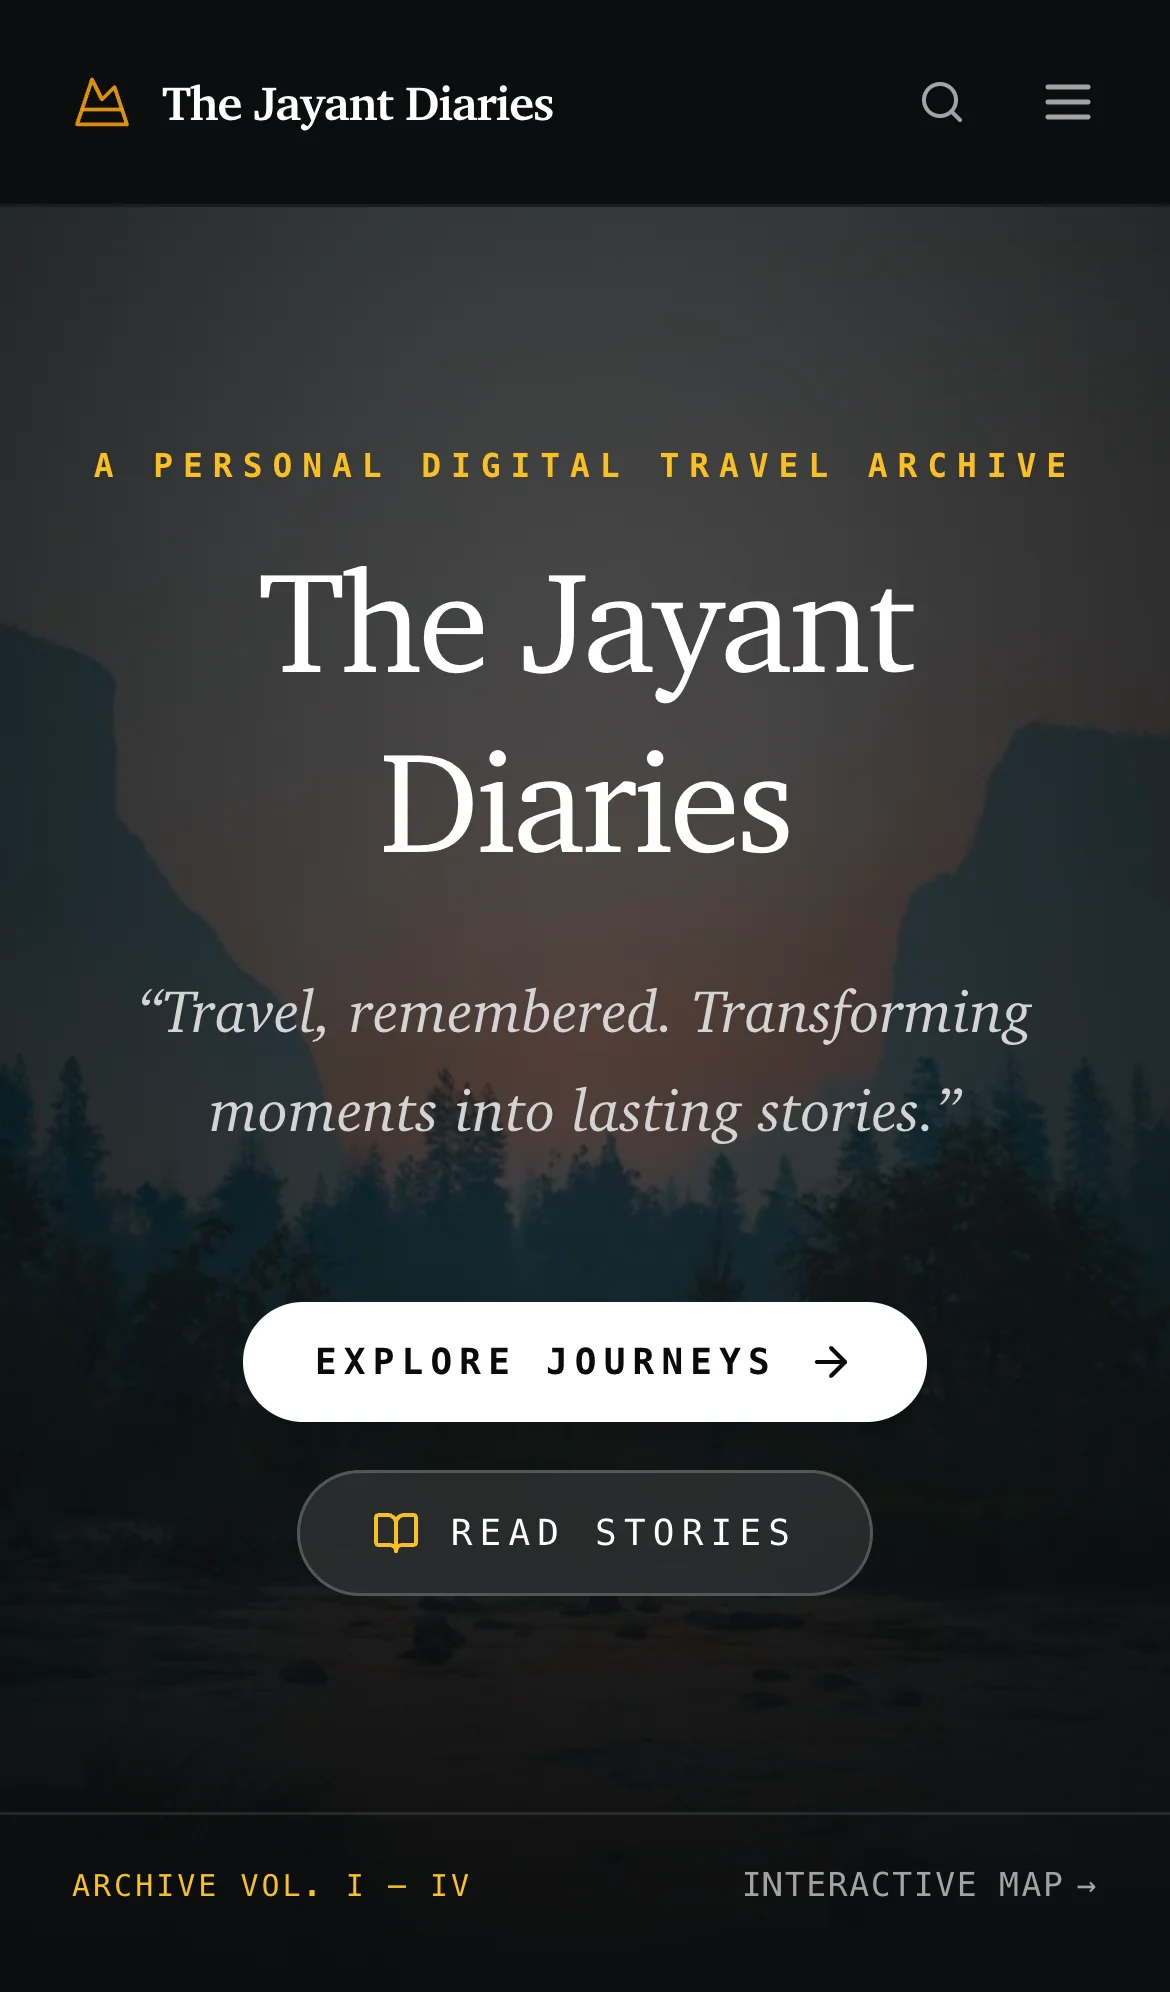 The Jayant Diaries
A PERSONAL DIGITAL TRAVEL ARCHIVE
The Jayant
Diaries
“Travel, remembered. Transforming
moments into lasting stories.”
EXPLORE JOURNEYS →
READ STORIES
ARCHIVE VOL. I — IV
INTERACTIVE MAP →